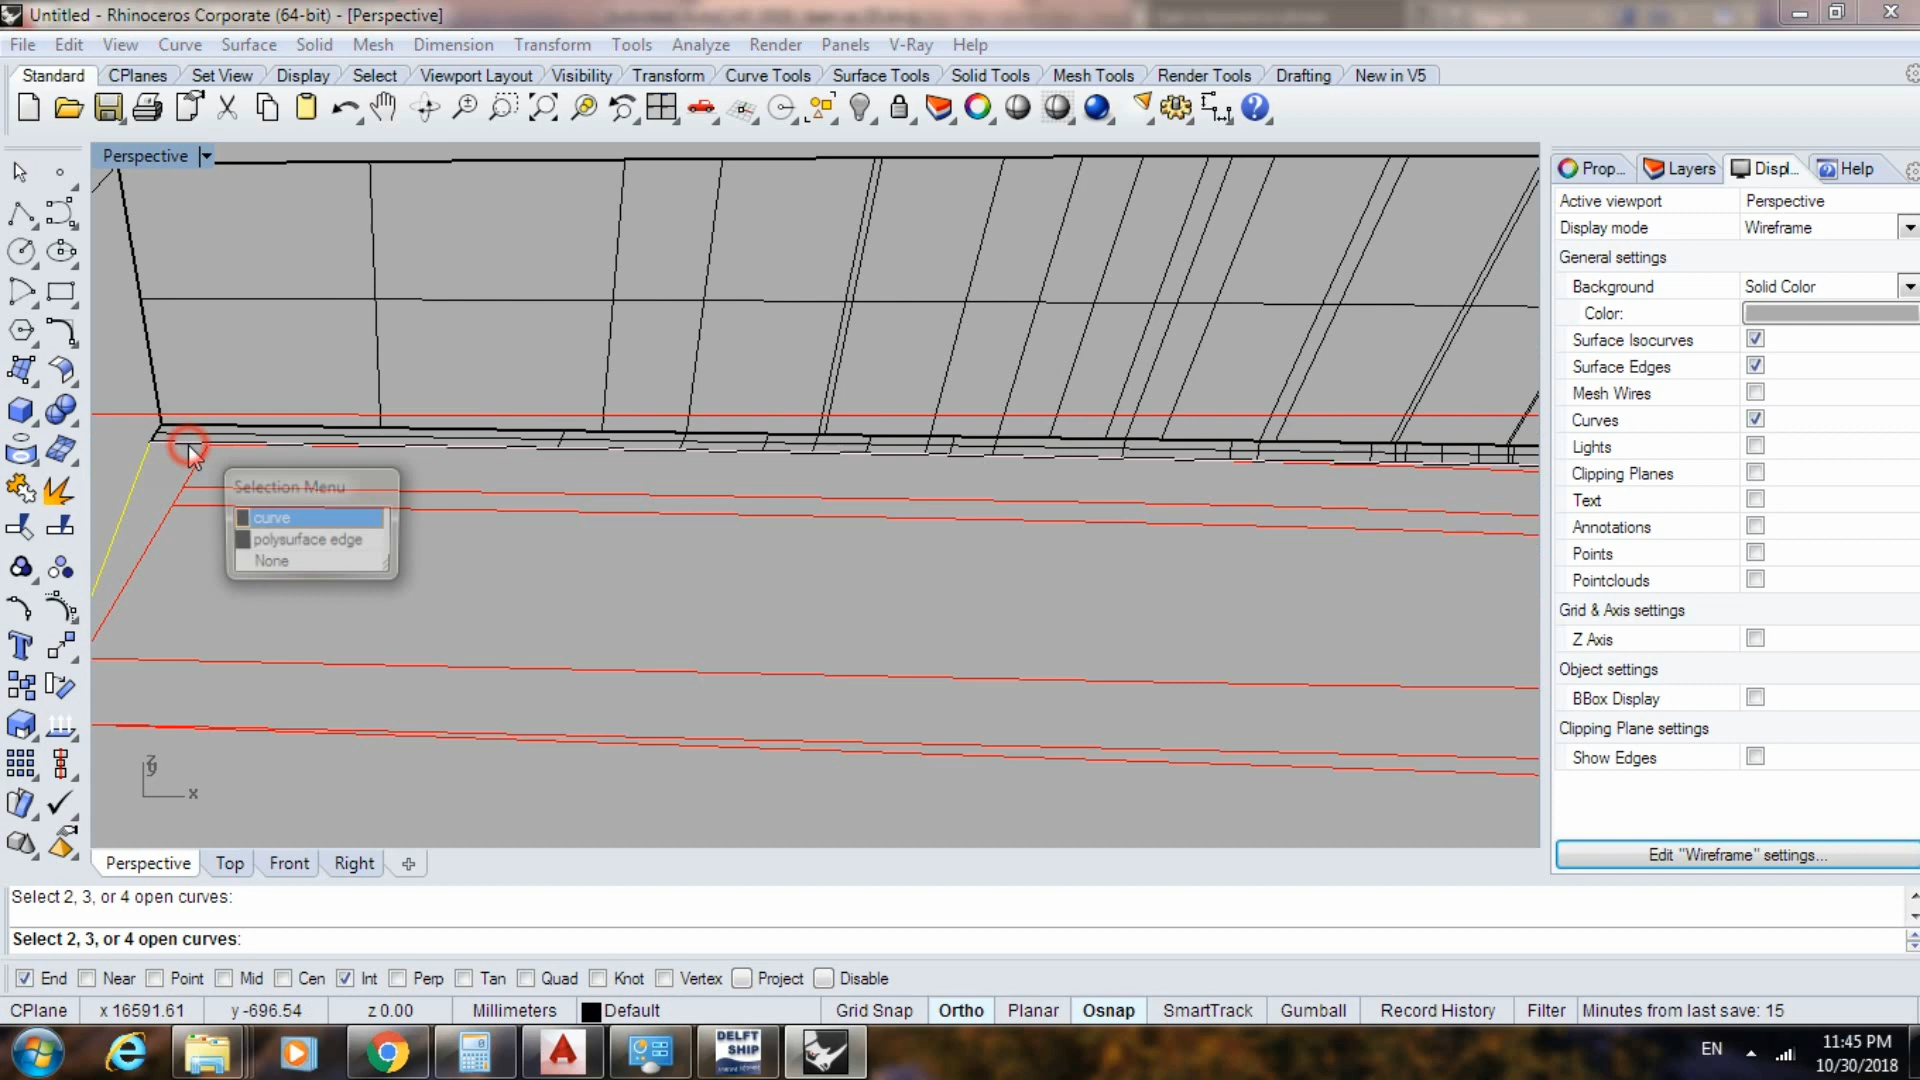 Untitled - Rhinoceros Corporate (64-bit) - [Perspective]
File Edit View Curve Surface Solid Mesh Dimension Transform Tools Analyze Render Panels V-Ray Help
Standard CPlanes Set View Display Select Viewport Layout Visibility Transform Curve Tools Surface Tools Solid Tools Mesh Tools Render Tools Drafting New in V5
Perspective
Prop... Layers Displ... Help
Active viewport Perspective
Display mode Wireframe
General settings
Background Solid Color
Color:
Surface Isocurves
Surface Edges
Mesh Wires
Curves
Lights
Clipping Planes
Text
Annotations
Points
Pointclouds
Grid & Axis settings
Z Axis
Object settings
BBox Display
Clipping Plane settings
Show Edges
Edit "Wireframe" settings...
Selection Menu
curve
polysurface edge
None
z
y
x
Perspective Top Front Right
Select 2, 3, or 4 open curves:
Select 2, 3, or 4 open curves:
End Near Point Mid Cen Int Perp Tan Quad Knot Vertex Project Disable
CPlane x 16591.61 y -696.54 z 0.00 Millimeters Default Grid Snap Ortho Planar Osnap SmartTrack Gumball Record History Filter Minutes from last save: 15
DELFT
SHIP
EN
11:45 PM
10/30/2018